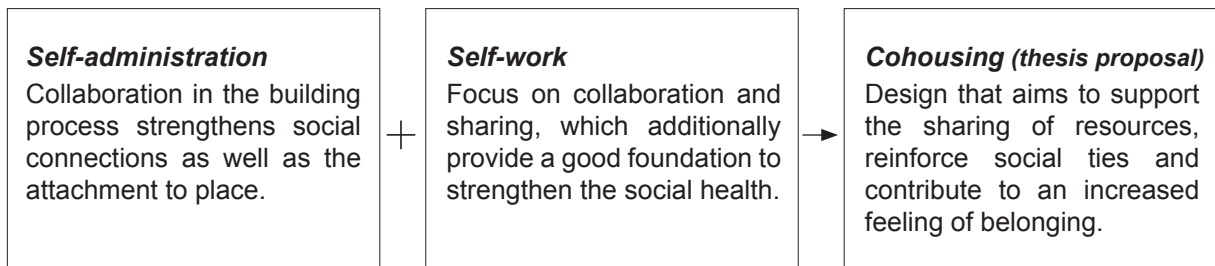 Self-administration
Collaboration in the building
process strengthens social
connections as well as the
attachment to place.
Self-work
Focus on collaboration and
sharing, which additionally
provide a good foundation to
strengthen the social health.
Cohousing (thesis proposal)
Design that aims to support
the sharing of resources,
reinforce social ties and
contribute to an increased
feeling of belonging.